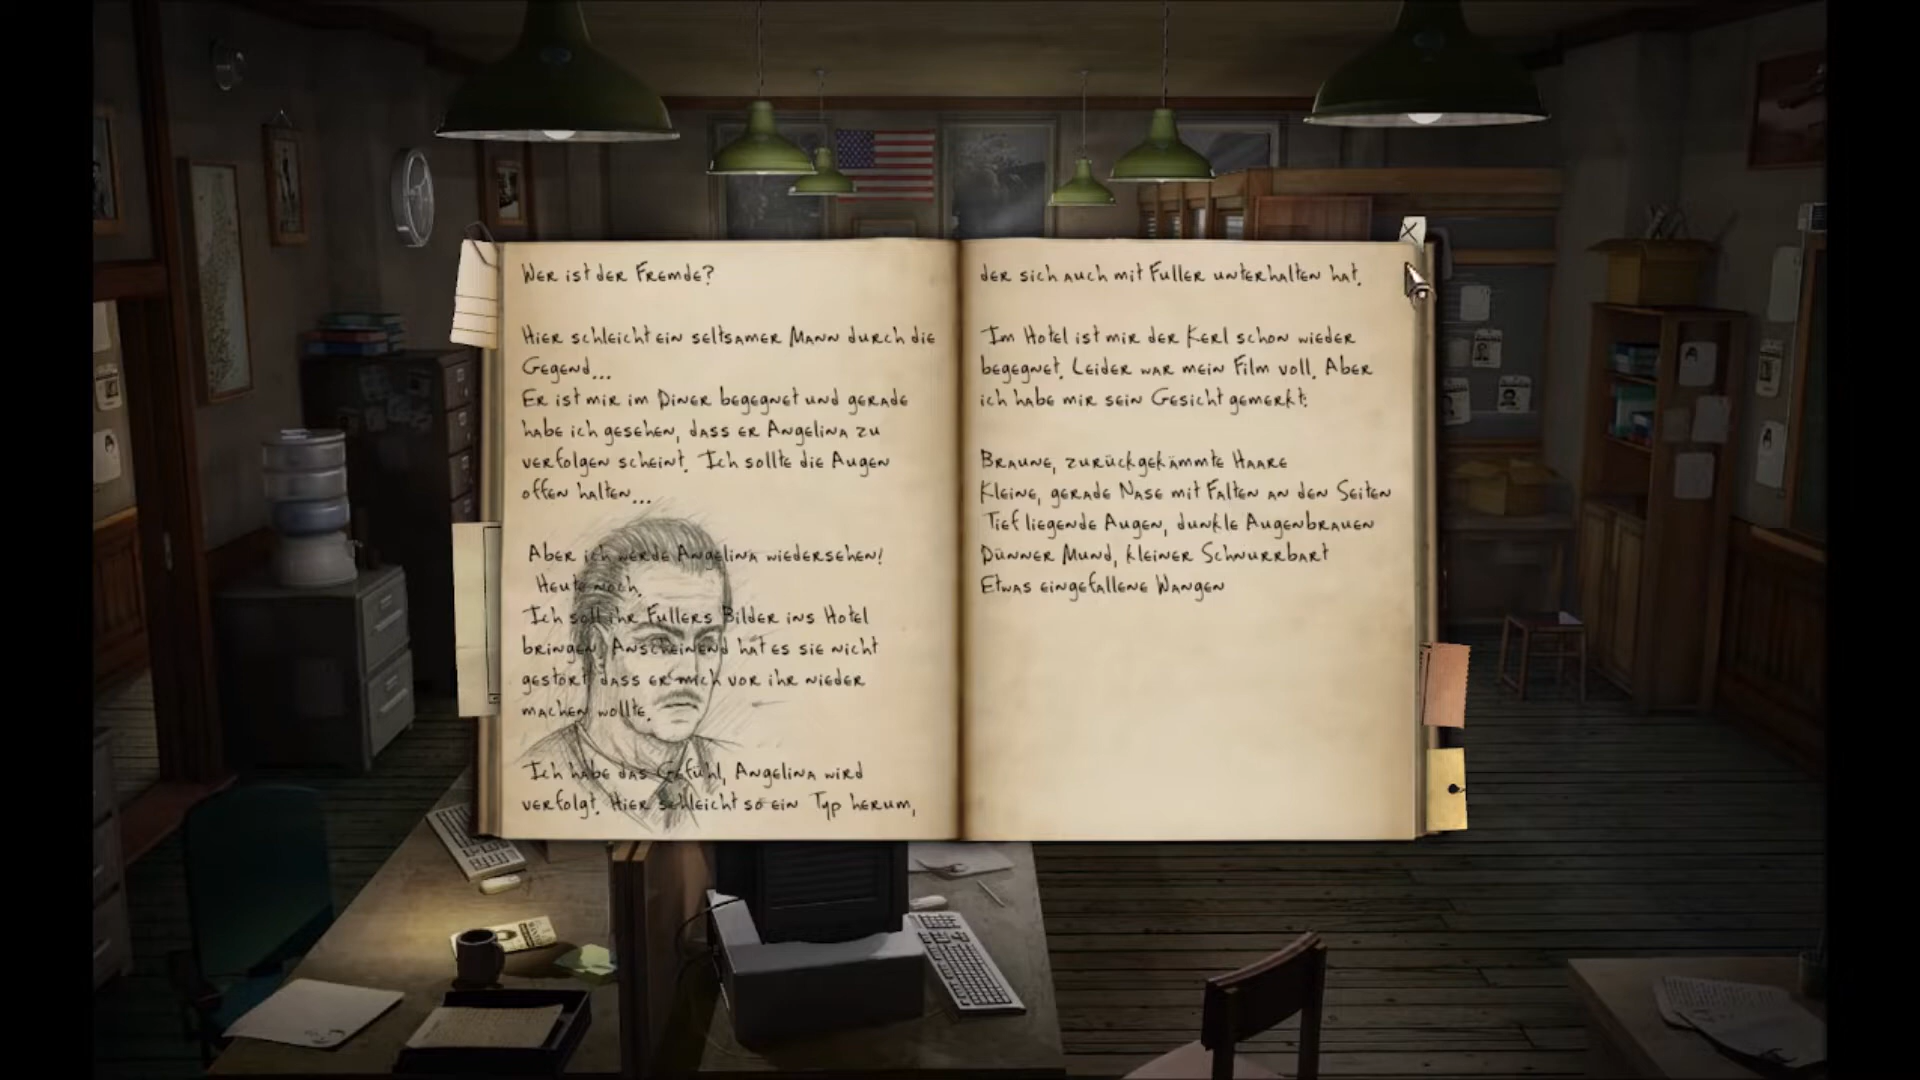 Wer ist der Fremde?
Hier schleicht ein seltsamer Mann durch die
Gegend...
Er ist mir im Diner begegnet und gerade
habe ich gesehen, dass er Angelina zu
verfolgen scheint. Ich sollte die Augen
offen halten...
Aber ich werde Angelina wiedersehen!
Heute noch.
Ich soll ihr Fullers Bilder ins Hotel
bringen. Anscheinend hat es sie nicht
gestört dass er mich vor ihr nieder
machen wollte.
Ich habe das Gefühl, Angelina wird
verfolgt. Hier schleicht so ein Typ herum,
der sich auch mit Fuller unterhalten hat.
Im Hotel ist mir der Kerl schon wieder
begegnet. Leider war mein Film voll. Aber
ich habe mir sein Gesicht gemerkt:
Braune, zurückgekämmte Haare
Kleine, gerade Nase mit Falten an den Seiten
Tief liegende Augen, dunkle Augenbrauen
Dünner Mund, kleiner Schnurrbart
Etwas eingefallene Wangen